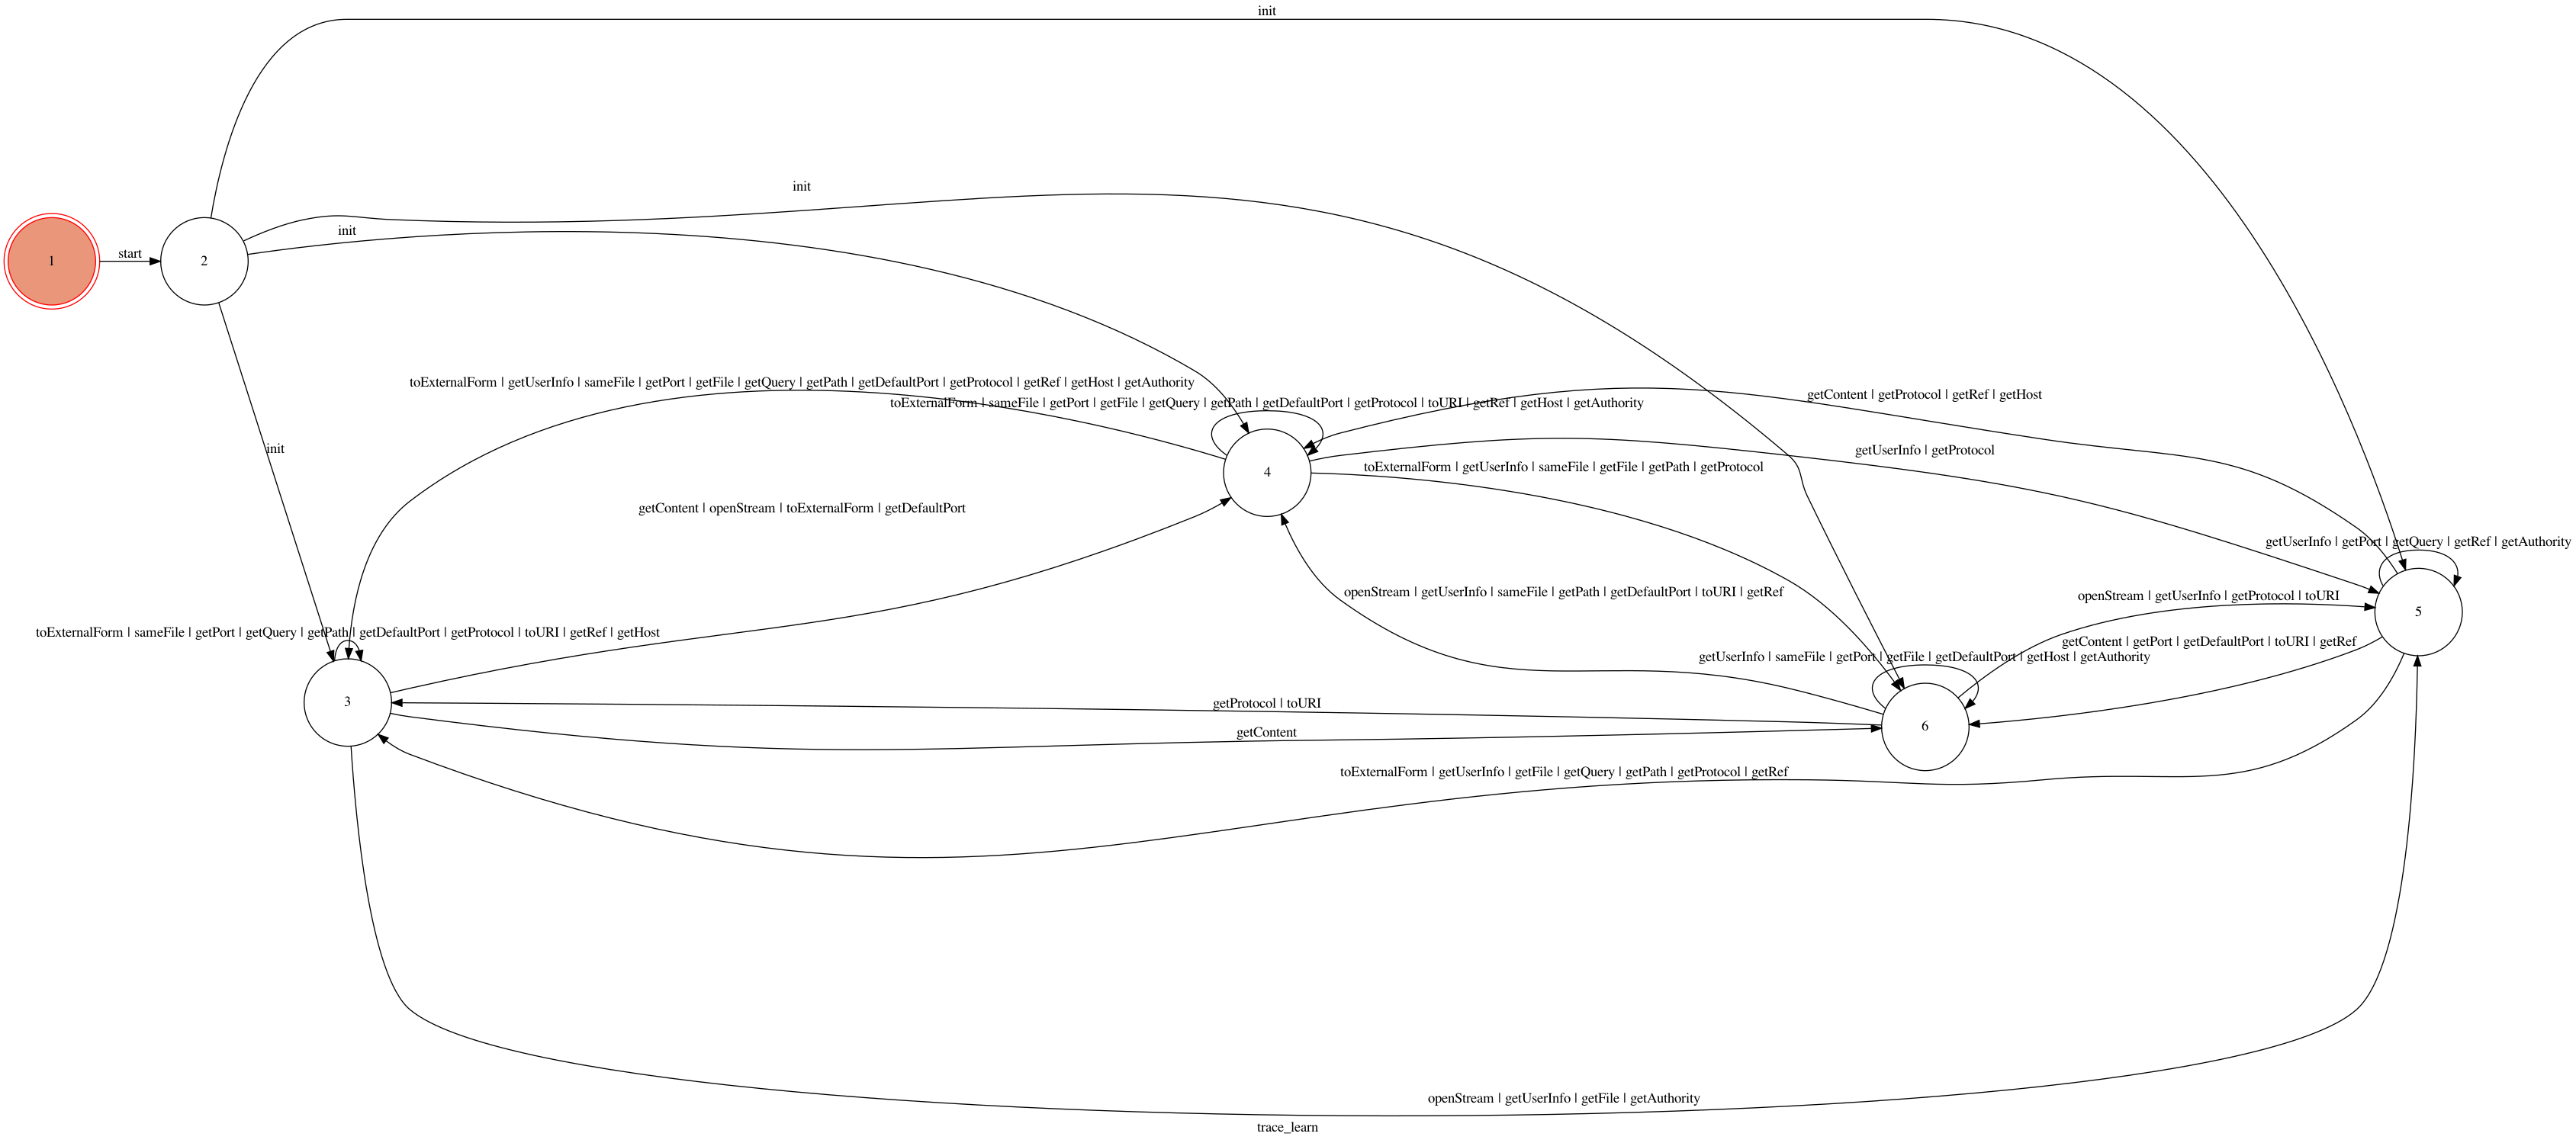 init
init
init
start
1
2
toExternalForm | getUserInfo | sameFile | getPort | getFile | getQuery | getPath | getDefaultPort | getProtocol | getRef | getHost | getAuthority
toExternalForm | sameFile | getPort | getFile | getQuery | getPath | getDefaultPort | getProtocol | toURI | getRef | getHost | getAuthority
getContent | getProtocol | getRef | getHost
init
getUserInfo | getProtocol
toExternalForm | getUserInfo | sameFile | getFile | getPath | getProtocol
4
getContent | openStream | toExternalForm | getDefaultPort
getUserInfo | getPort | getQuery | getRef | getAuthority
openStream | getUserInfo | sameFile | getPath | getDefaultPort | toURI | getRef
openStream | getUserInfo | getProtocol | toURI
5
toExternalForm | sameFile | getPort | getQuery | getPath | getDefaultPort | getProtocol | toURI | getRef | getHost
getContent | getPort | getDefaultPort | toURI | getRef
getUserInfo | sameFile | getPort | getFile | getDefaultPort | getHost | getAuthority
3
getProtocol | toURI
6
getContent
toExternalForm | getUserInfo | getFile | getQuery | getPath | getProtocol | getRef
openStream | getUserInfo | getFile | getAuthority
trace_learn